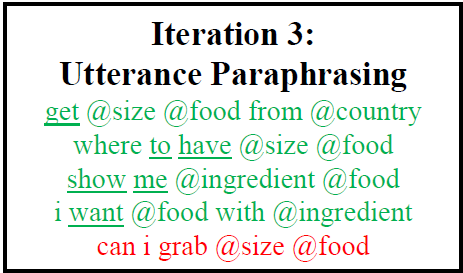 Iteration 3:
Utterance Paraphrasing
get @size @food from @country
where to have @size @food
show me @ingredient @food
i want @food with @ingredient
can i grab @size @food